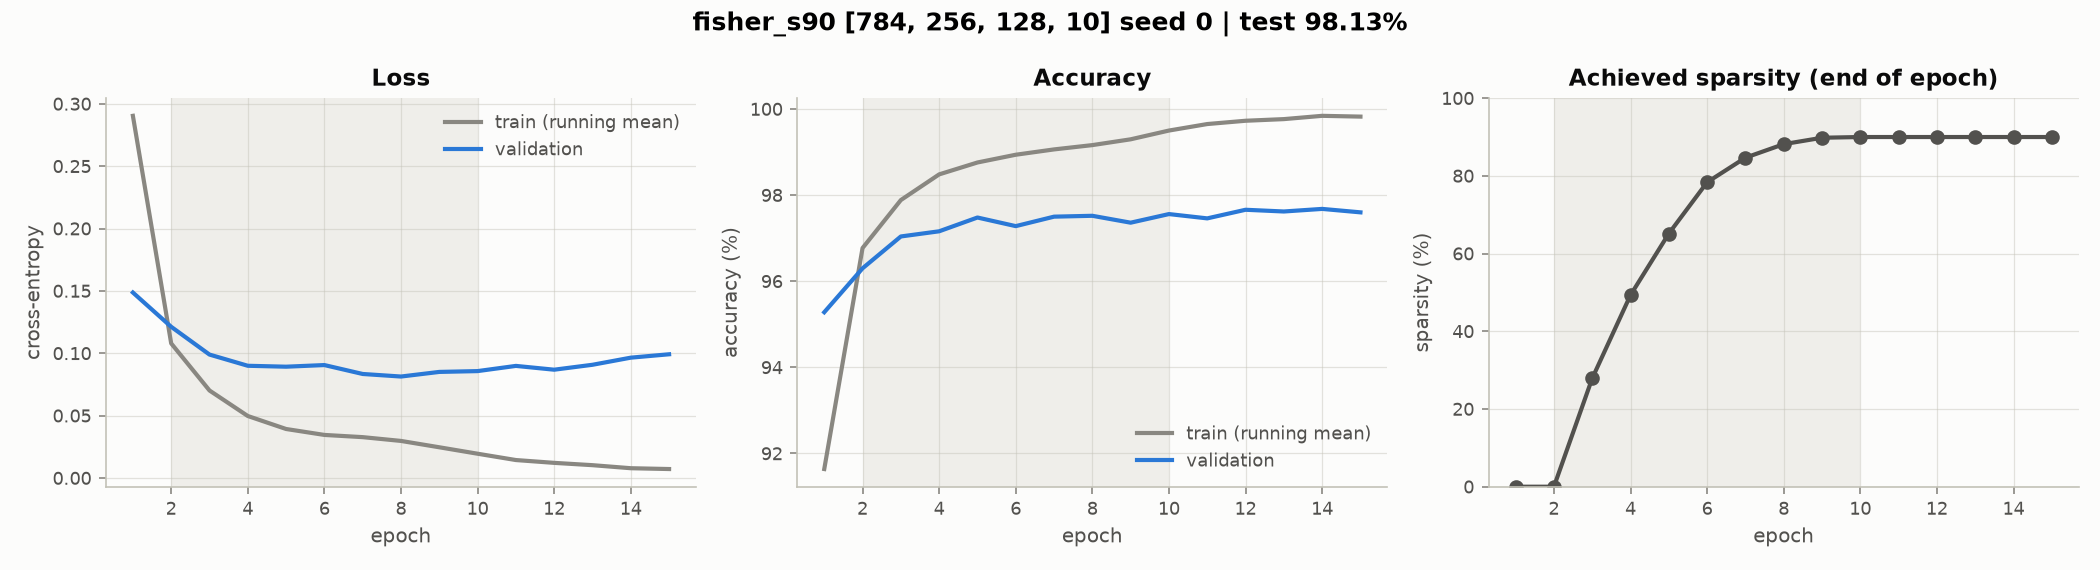 fisher_s90 [784, 256, 128, 10] seed 0 | test 98.13%
Loss
cross-entropy
0.30
0.25
0.20
0.15
0.10
0.05
0.00
train (running mean)
validation
2 4 6 8 10 12 14
epoch
Accuracy
accuracy (%)
100
98
96
94
92
train (running mean)
validation
2 4 6 8 10 12 14
epoch
Achieved sparsity (end of epoch)
sparsity (%)
100
80
60
40
20
0
2 4 6 8 10 12 14
epoch